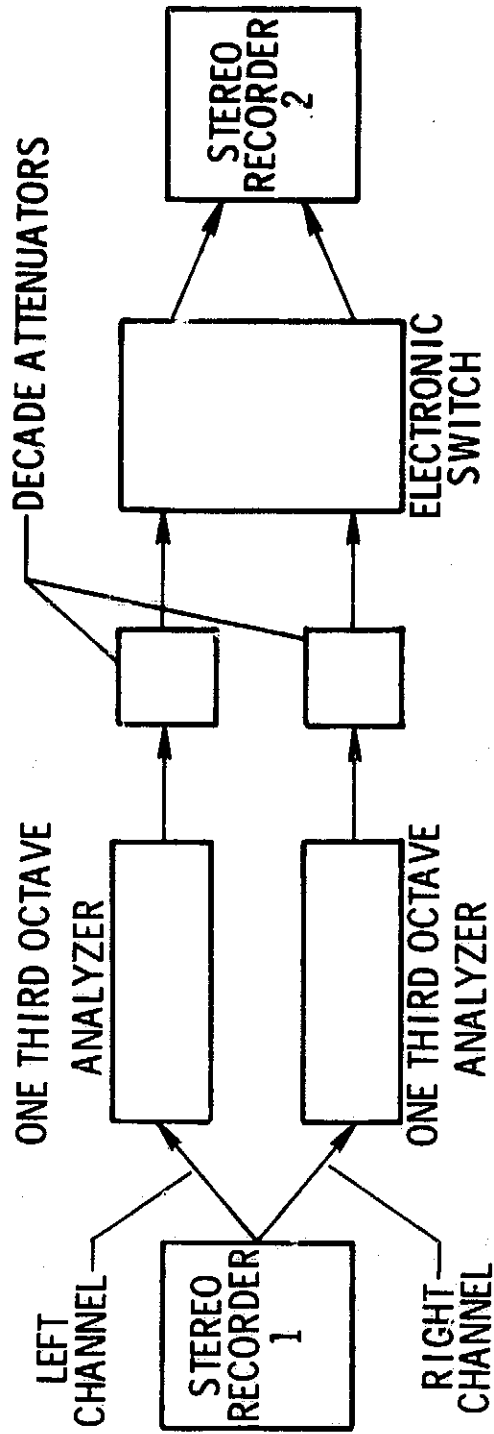 LEFT
CHANNEL
STEREO
RECORDER
1
RIGHT
CHANNEL
ONE THIRD OCTAVE
ANALYZER
ONE THIRD OCTAVE
ANALYZER
DECADE ATTENUATORS
ELECTRONIC
SWITCH
STEREO
RECORDER
2